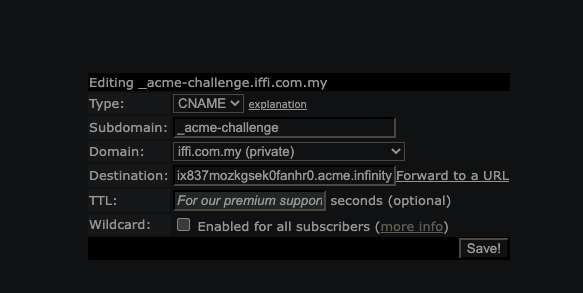 Editing _acme-challenge.iffi.com.my
Type: CNAME explanation
Subdomain: _acme-challenge
Domain: iffi.com.my (private)
Destination: ix837mozkgsek0fanhr0.acme.infinity Forward to a URL
TTL: For our premium suppor seconds (optional)
Wildcard: Enabled for all subscribers (more info)
Save!